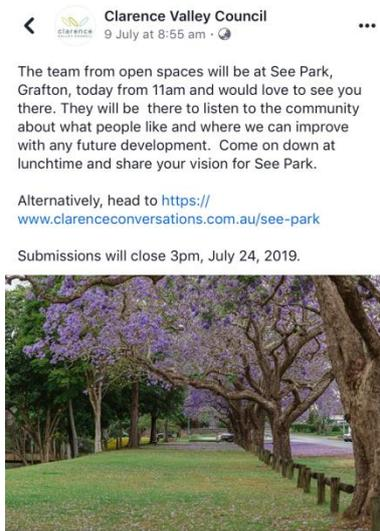 Clarence Valley Council
clarence
VALLEY COUNCIL
9 July at 8:55 am ·
The team from open spaces will be at See Park,
Grafton, today from 11am and would love to see you
there. They will be there to listen to the community
about what people like and where we can improve
with any future development. Come on down at
lunchtime and share your vision for See Park.
Alternatively, head to https://
www.clarenceconversations.com.au/see-park
Submissions will close 3pm, July 24, 2019.